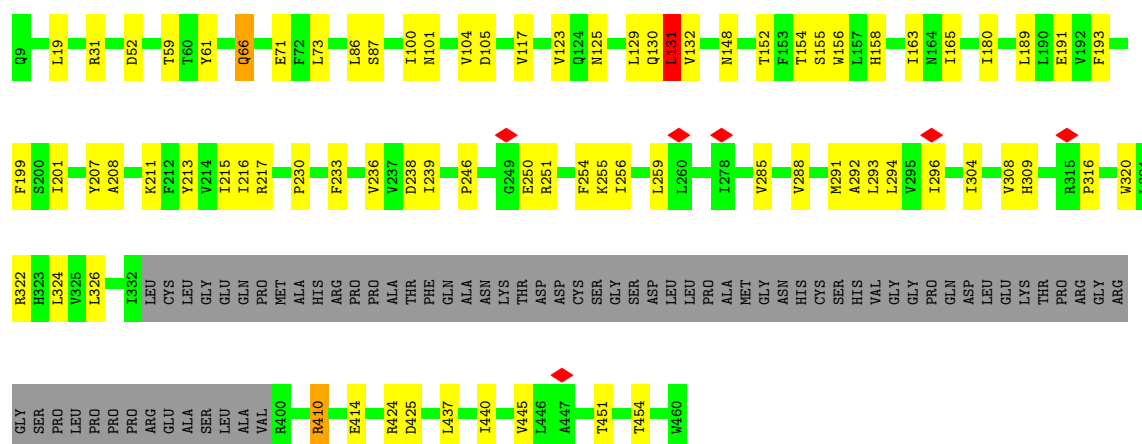 Q9 L19 R31 D52 T59 T60 Y61 Q66 E71 F72 L73 L86 S87 I100 N101 V104 D105 V117 V123 Q124 N125 L129 Q130 L131 V132 N148 T152 F153 T154 S155 W156 L157 H158 I163 N164 I165 I180 L189 L190 E191 V192 F193
F199 S200 I201 Y207 A208 K211 F212 Y213 V214 I215 I216 R217 P230 F233 V236 V237 D238 I239 P246 G249 E250 R251 F254 K255 I256 L259 L260 I278 V285 V288 M291 A292 L293 L294 V295 I296 I304 V308 H309 R315 P316 W320
R322 H323 L324 V325 L326 I332 LEU CYS LEU GLY GLU GLN PRO MET ALA HIS ARG PRO PRO ALA THR PHE GLN ALA ASN LYS THR ASP ASP CYS SER GLY SER ASP LEU LEU PRO ALA MET GLY ASN HIS CYS SER HIS VAL GLY GLY PRO GLN ASP LEU GLU LYS THR PRO ARG GLY ARG
GLY SER PRO LEU PRO PRO PRO ARG GLU ALA SER LEU ALA VAL R400 R410 E414 R424 D425 L437 I440 V445 L446 A447 T451 T454 W460